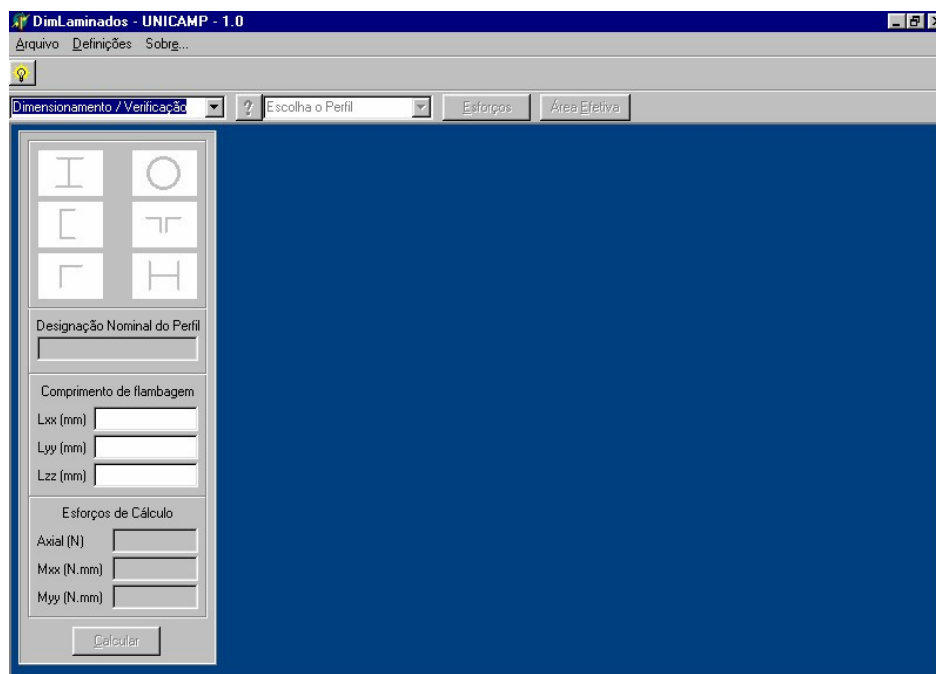 DimLaminados - UNICAMP - 1.0
Arquivo Definições Sobre...
Dimensionamento / Verificação ? Escolha o Perfil Esforços Área Efetiva
Designação Nominal do Perfil
Comprimento de flambagem
Lxx (mm)
Lyy (mm)
Lzz (mm)
Esforços de Cálculo
Axial (N)
Mxx (N.mm)
Myy (N.mm)
Calcular